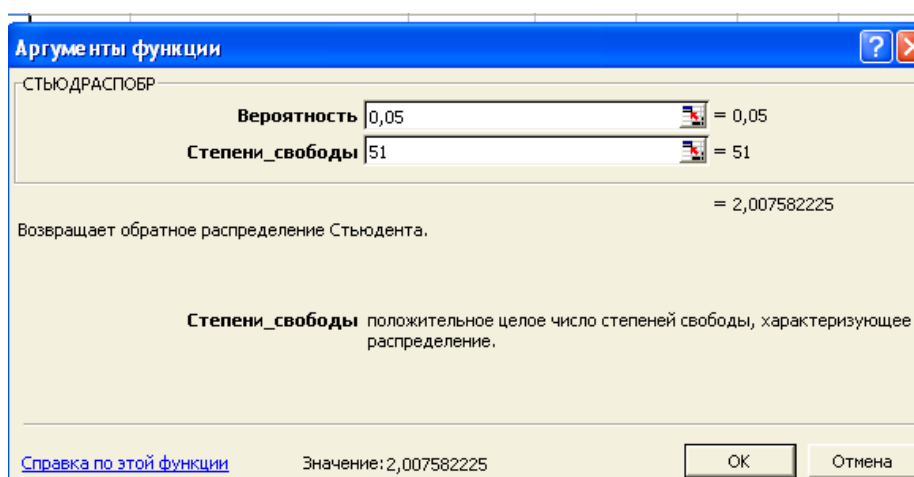 Аргументы функции
СТЬЮДРАСПОБР
Вероятность 0,05 = 0,05
Степени_свободы 51 = 51
= 2,007582225
Возвращает обратное распределение Стьюдента.
Степени_свободы положительное целое число степеней свободы, характеризующее
распределение.
Справка по этой функции Значение:2,007582225 ОК Отмена